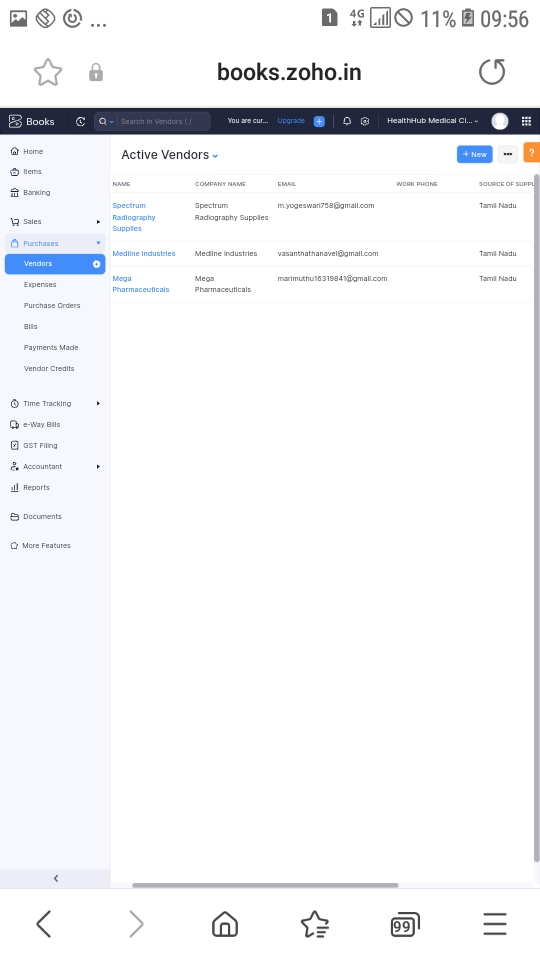 1 4G 11% 09:56
books.zoho.in
Books Search in Vendors ( / You are cur... Upgrade HealthHub Medical Cl...
Home
Items
Banking
Sales
Purchases
Vendors
Expenses
Purchase Orders
Bills
Payments Made
Vendor Credits
Time Tracking
e-Way Bills
GST Filing
Accountant
Reports
Documents
More Features
Active Vendors + New ••• ?
NAME COMPANY NAME EMAIL WORK PHONE SOURCE OF SUPPL
Spectrum Spectrum m.yogeswari758@gmail.com Tamil Nadu
Radiography Radiography Supplies
Supplies
Medline Industries Medline Industries vasanthathanavel@gmail.com Tamil Nadu
Mega Mega marimuthu16319841@gmail.com Tamil Nadu
Pharmaceuticals Pharmaceuticals
99